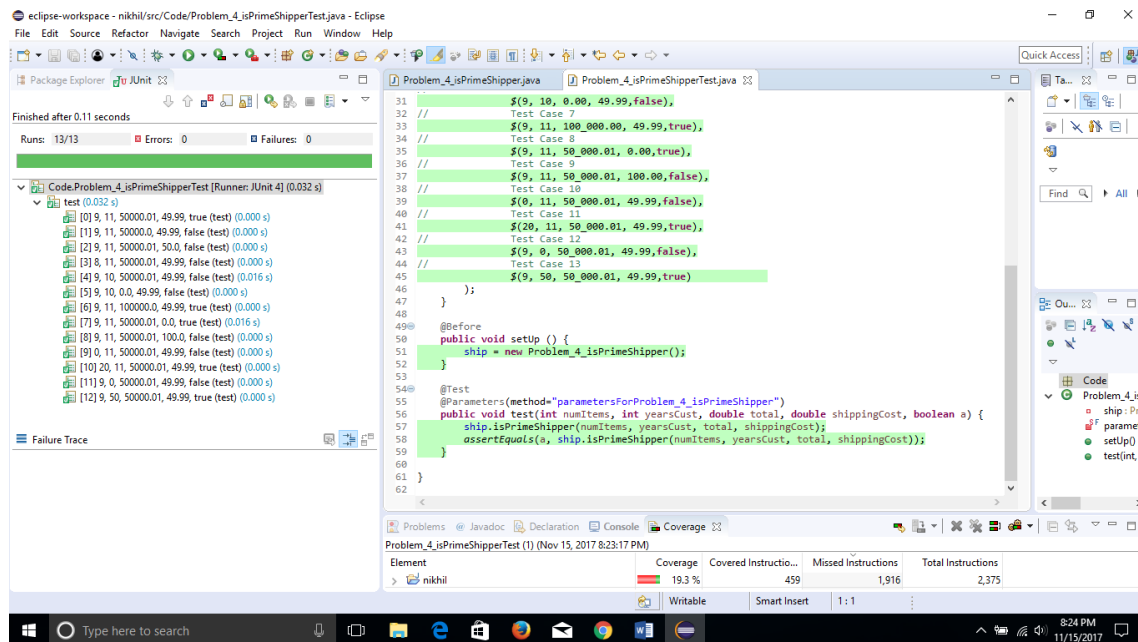 eclipse-workspace - nikhil/src/Code/Problem_4_isPrimeShipperTest.java - Eclipse
File Edit Source Refactor Navigate Search Project Run Window Help
Quick Access
Package Explorer JUnit
Finished after 0.11 seconds
Runs: 13/13 Errors: 0 Failures: 0
Code.Problem_4_isPrimeShipperTest [Runner: JUnit 4] (0.032 s)
test (0.032 s)
[0] 9, 11, 50000.01, 49.99, true (test) (0.000 s)
[1] 9, 11, 50000.0, 49.99, false (test) (0.000 s)
[2] 9, 11, 50000.01, 50.0, false (test) (0.000 s)
[3] 8, 11, 50000.01, 49.99, false (test) (0.000 s)
[4] 9, 10, 50000.01, 49.99, false (test) (0.016 s)
[5] 9, 10, 0.0, 49.99, false (test) (0.000 s)
[6] 9, 11, 100000.0, 49.99, true (test) (0.000 s)
[7] 9, 11, 50000.01, 0.0, true (test) (0.016 s)
[8] 9, 11, 50000.01, 100.0, false (test) (0.000 s)
[9] 0, 11, 50000.01, 49.99, false (test) (0.000 s)
[10] 20, 11, 50000.01, 49.99, true (test) (0.000 s)
[11] 9, 0, 50000.01, 49.99, false (test) (0.000 s)
[12] 9, 50, 50000.01, 49.99, true (test) (0.000 s)
Failure Trace
Problem_4_isPrimeShipper.java Problem_4_isPrimeShipperTest.java
31 $(9, 10, 0.00, 49.99,false),
32 // Test Case 7
33 $(9, 11, 100_000.00, 49.99,true),
34 // Test Case 8
35 $(9, 11, 50_000.01, 0.00,true),
36 // Test Case 9
37 $(9, 11, 50_000.01, 100.00,false),
38 // Test Case 10
39 $(0, 11, 50_000.01, 49.99,false),
40 // Test Case 11
41 $(20, 11, 50_000.01, 49.99,true),
42 // Test Case 12
43 $(9, 0, 50_000.01, 49.99,false),
44 // Test Case 13
45 $(9, 50, 50_000.01, 49.99,true)
46 );
47 }
48
49 @Before
50 public void setUp () {
51 ship = new Problem_4_isPrimeShipper();
52 }
53
54 @Test
55 @Parameters(method="parametersForProblem_4_isPrimeShipper")
56 public void test(int numItems, int yearsCust, double total, double shippingCost, boolean a) {
57 ship.isPrimeShipper(numItems, yearsCust, total, shippingCost);
58 assertEquals(a, ship.isPrimeShipper(numItems, yearsCust, total, shippingCost));
59 }
60
61 }
62
Problems Javadoc Declaration Console Coverage
Problem_4_isPrimeShipperTest (1) (Nov 15, 2017 8:23:17 PM)
Element Coverage Covered Instructio... Missed Instructions Total Instructions
nikhil 19.3 % 459 1,916 2,375
Ta...
Find All
Ou...
Code
Problem_4_is
ship : Pr
parame
setUp()
test(int,
Writable Smart Insert 1 : 1
Type here to search
8:24 PM
11/15/2017